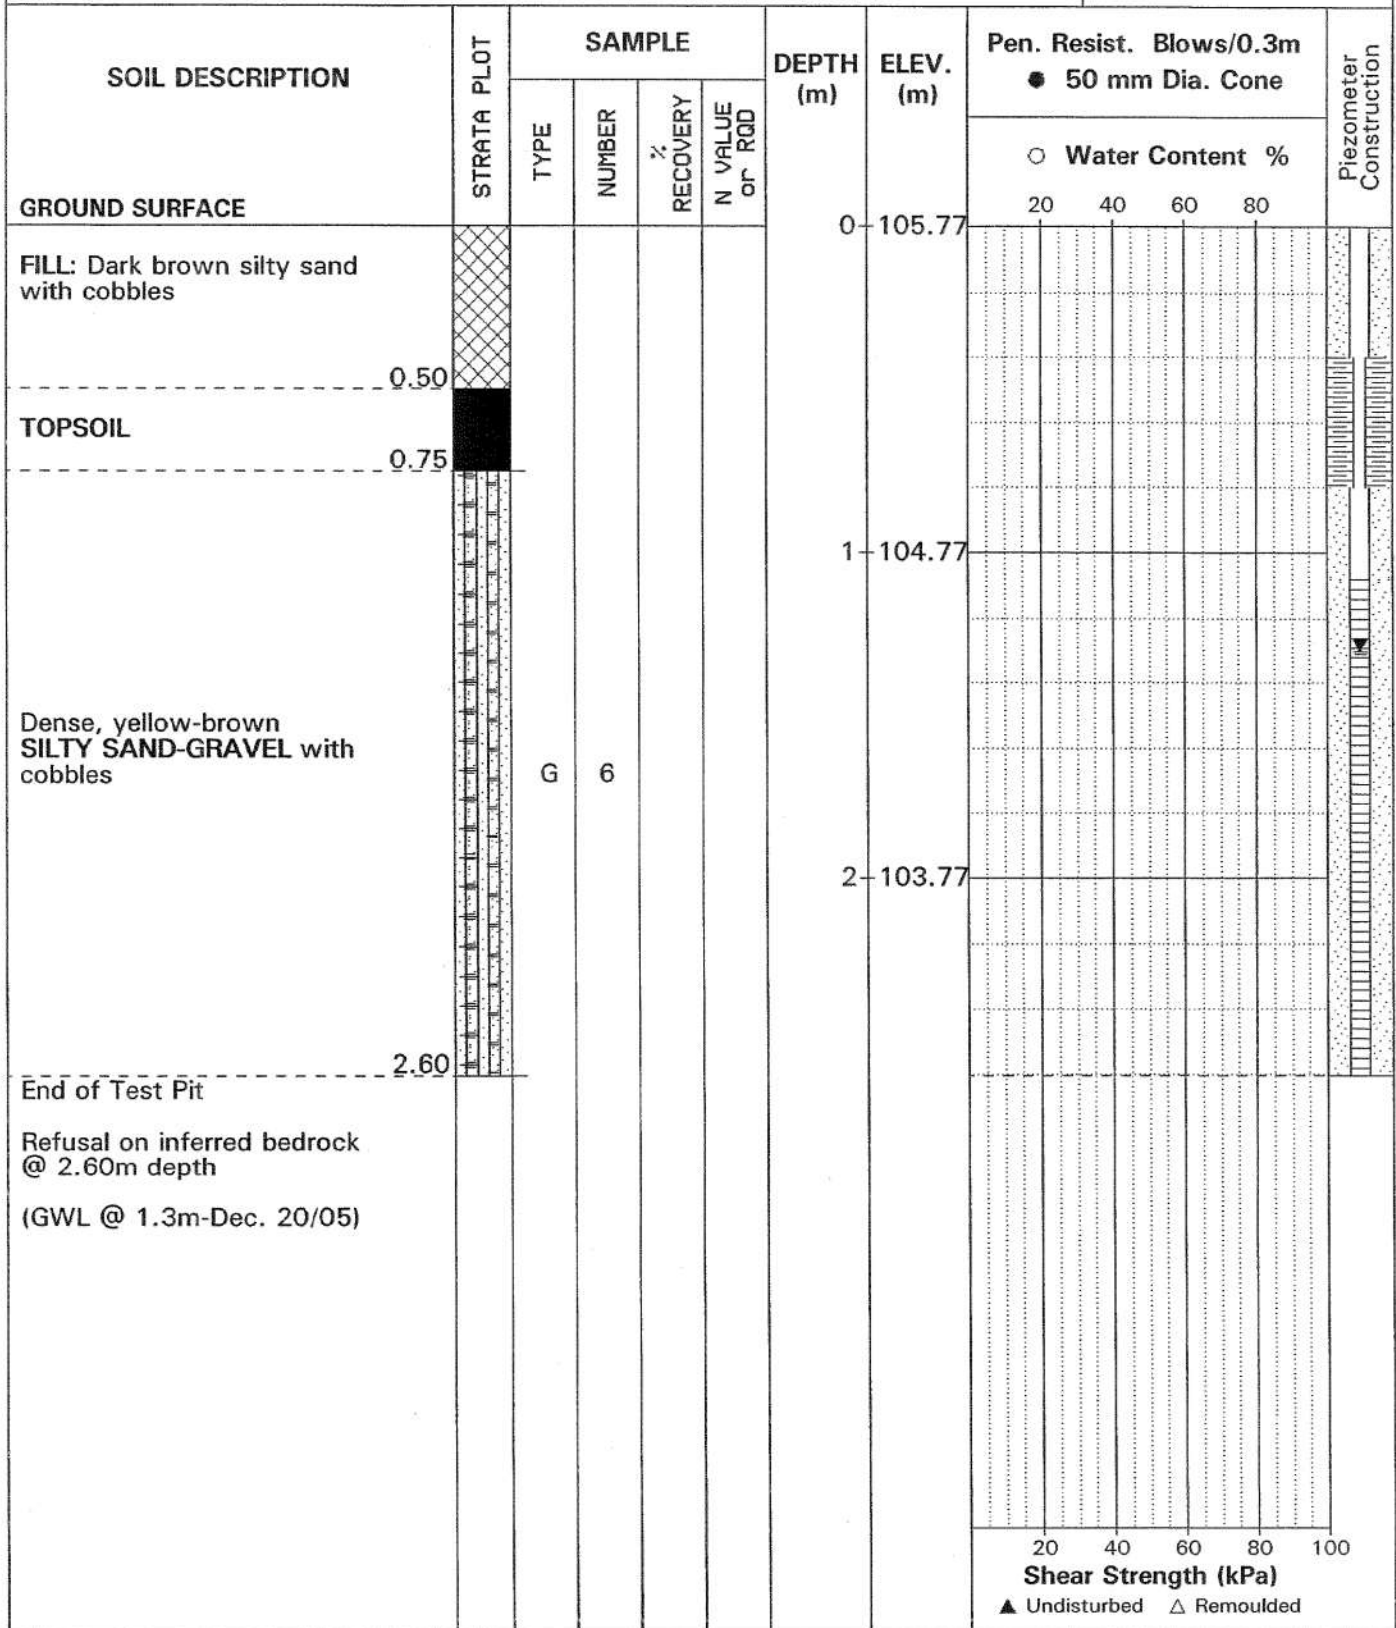 SOIL DESCRIPTION
GROUND SURFACE
STRATA PLOT
SAMPLE
TYPE
NUMBER
%
RECOVERY
N VALUE
or RQD
DEPTH
(m)
ELEV.
(m)
Pen. Resist. Blows/0.3m
● 50 mm Dia. Cone
○ Water Content %
20 40 60 80
Piezometer
Construction
0 105.77
FILL: Dark brown silty sand
with cobbles
0.50
TOPSOIL
0.75
1 104.77
Dense, yellow-brown
SILTY SAND-GRAVEL with
cobbles
G 6
2 103.77
2.60
End of Test Pit
Refusal on inferred bedrock
@ 2.60m depth
(GWL @ 1.3m-Dec. 20/05)
20 40 60 80 100
Shear Strength (kPa)
▲ Undisturbed △ Remoulded